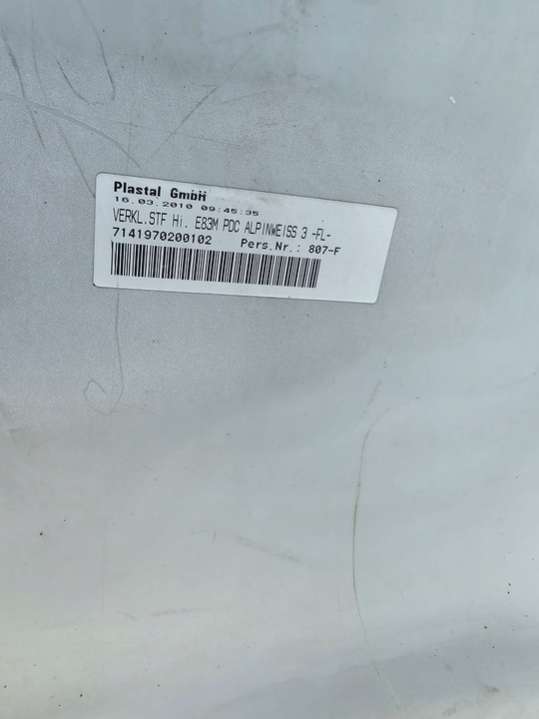 Plastal GmbH
16.03.2010 09:45:35
VERKL.STF Hi. E83M PDC ALPINWEISS 3 -FL-
7141970200102 Pers.Nr.: 807-F